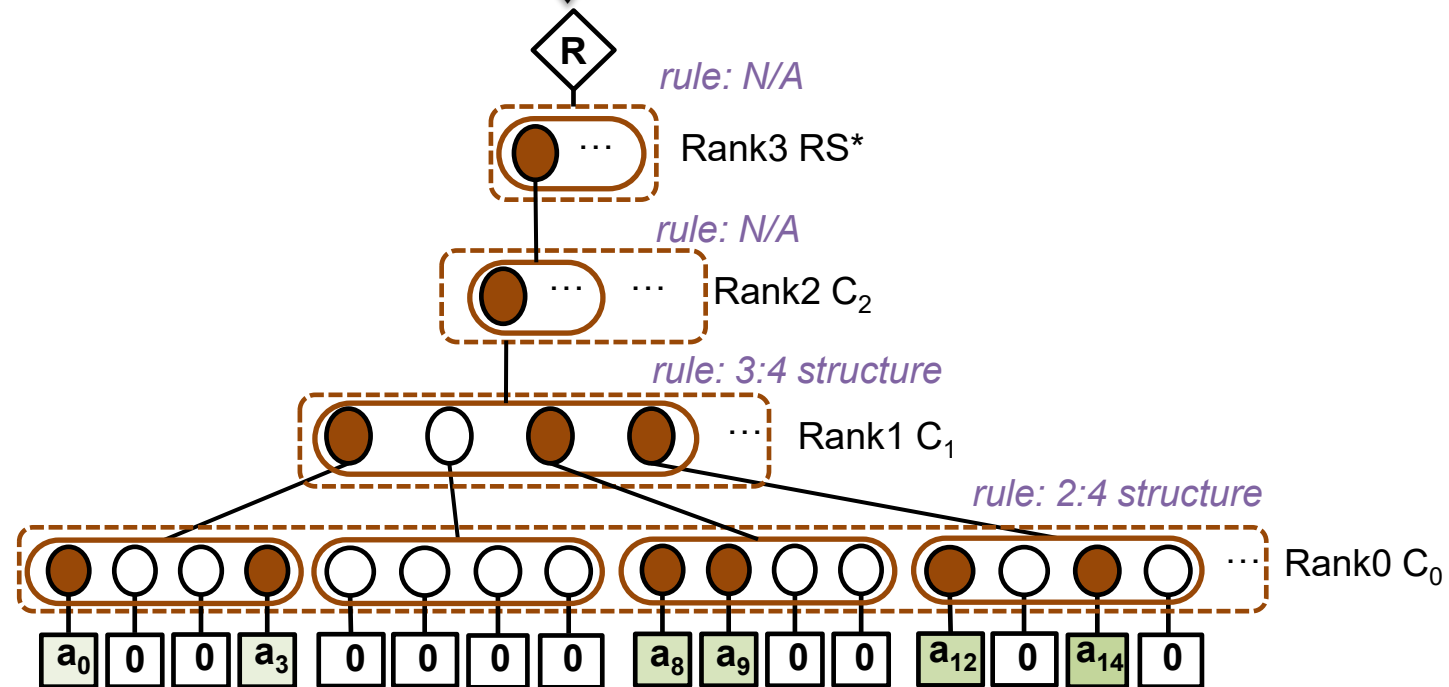 R
rule: N/A
··· Rank3 RS*
rule: N/A
··· ··· Rank2 C₂
rule: 3:4 structure
··· Rank1 C₁
rule: 2:4 structure
··· Rank0 C₀
a₀ 0 0 a₃ 0 0 0 0 a₈ a₉ 0 0 a₁₂ 0 a₁₄ 0